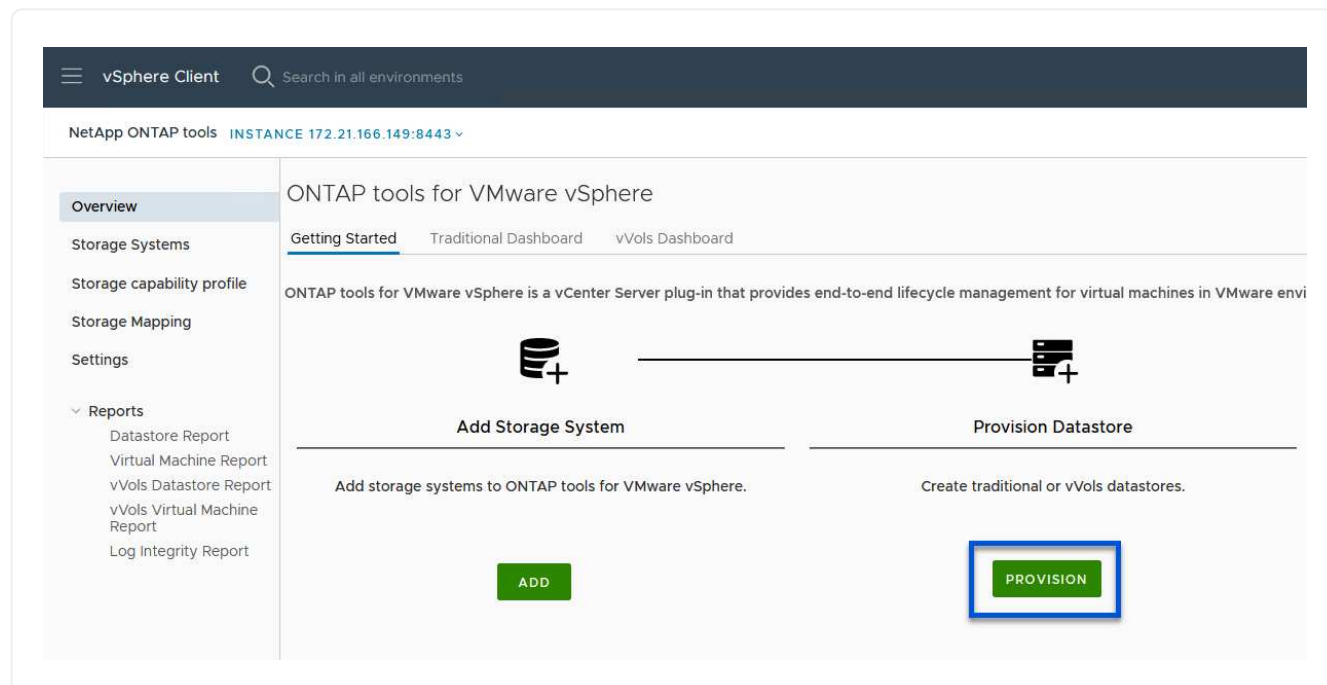 vSphere Client
Search in all environments
NetApp ONTAP tools INSTANCE 172.21.166.149:8443
Overview
Storage Systems
Storage capability profile
Storage Mapping
Settings
Reports
Datastore Report
Virtual Machine Report
vVols Datastore Report
vVols Virtual Machine
Report
Log Integrity Report
ONTAP tools for VMware vSphere
Getting Started Traditional Dashboard vVols Dashboard
ONTAP tools for VMware vSphere is a vCenter Server plug-in that provides end-to-end lifecycle management for virtual machines in VMware envi
Add Storage System
Add storage systems to ONTAP tools for VMware vSphere.
ADD
Provision Datastore
Create traditional or vVols datastores.
PROVISION